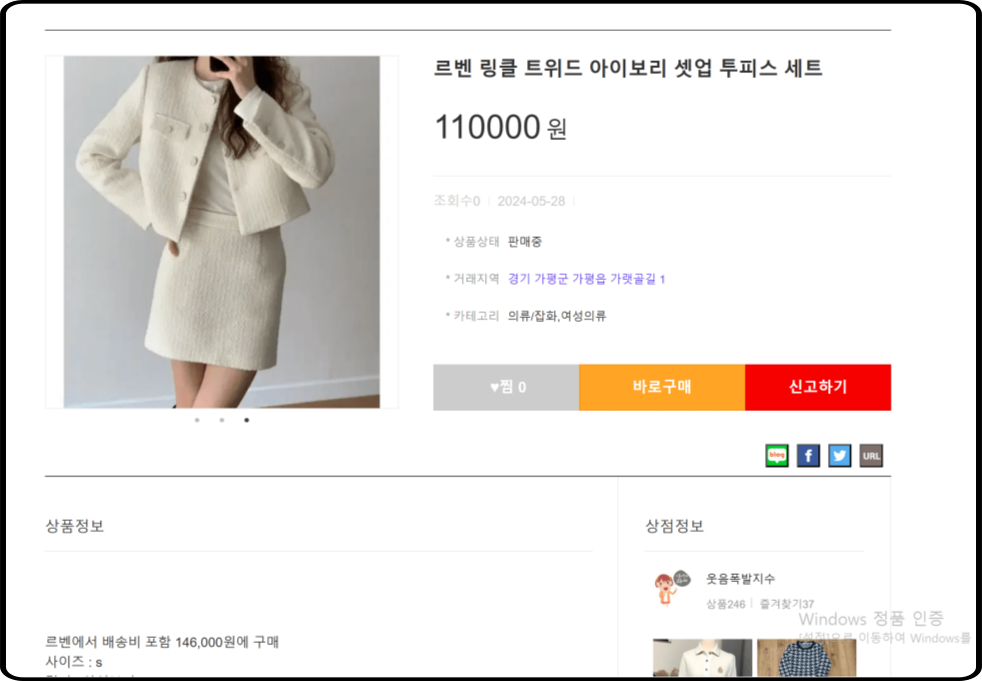 르벤 링클 트위드 아이보리 셋업 투피스 세트
110000 원
조회수0 | 2024-05-28 |
* 상품상태 판매중
* 거래지역 경기 가평군 가평읍 가랫골길 1
* 카테고리 의류/잡화,여성의류
♥찜 0 바로구매 신고하기
blog f URL
상품정보
상점정보
웃음폭발지수
상품246 | 즐겨찾기37
Windows 정품 인증
[설정]으로 이동하여 Windows를
르벤에서 배송비 포함 146,000원에 구매
사이즈 : s